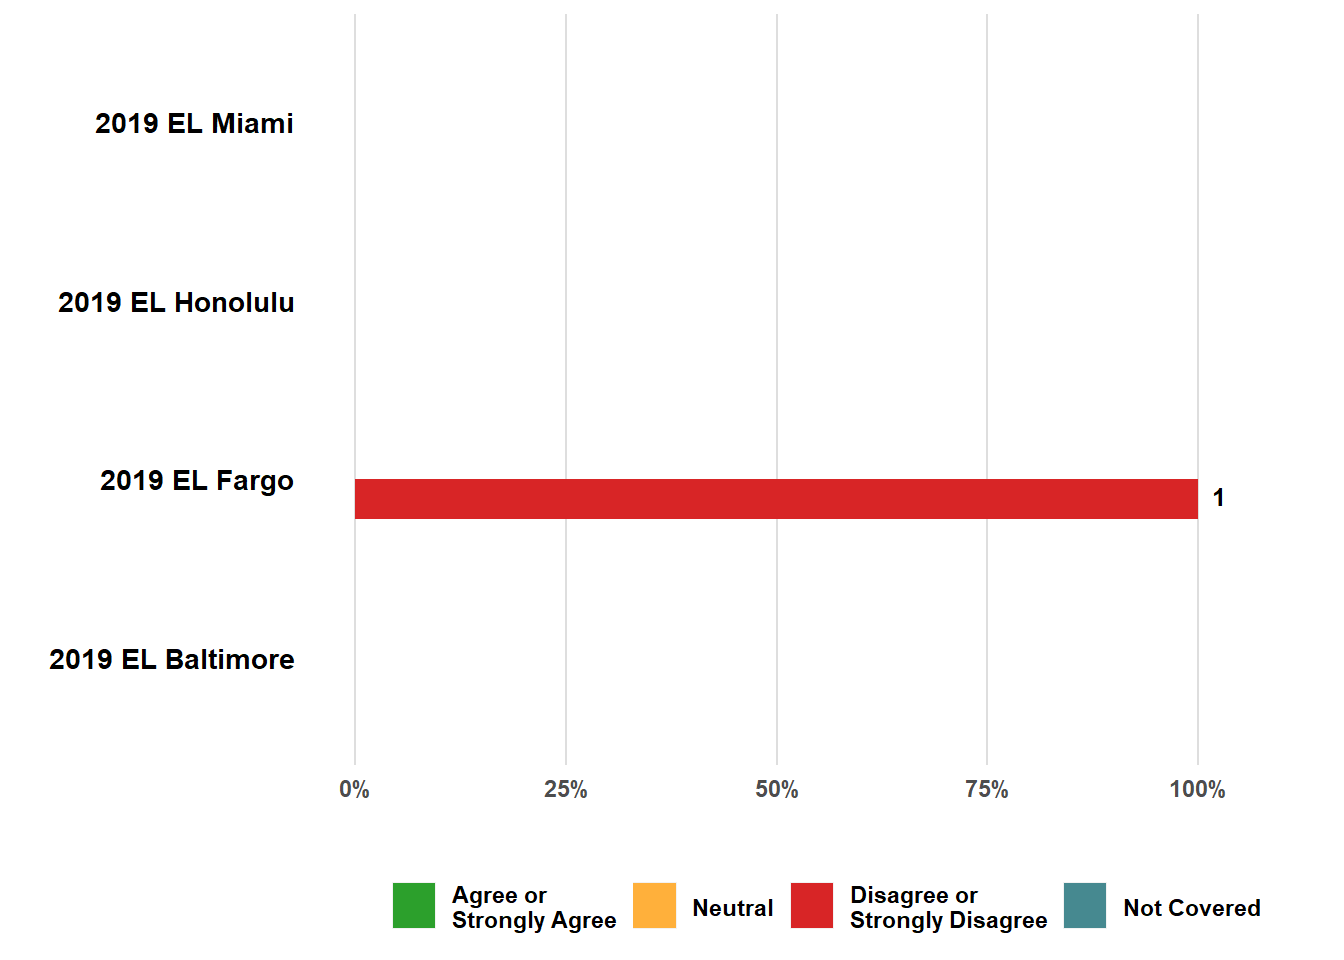 2019 EL Miami
2019 EL Honolulu
2019 EL Fargo
1
2019 EL Baltimore
0%
25%
50%
75%
100%
Agree or
Strongly Agree
Neutral
Disagree or
Strongly Disagree
Not Covered